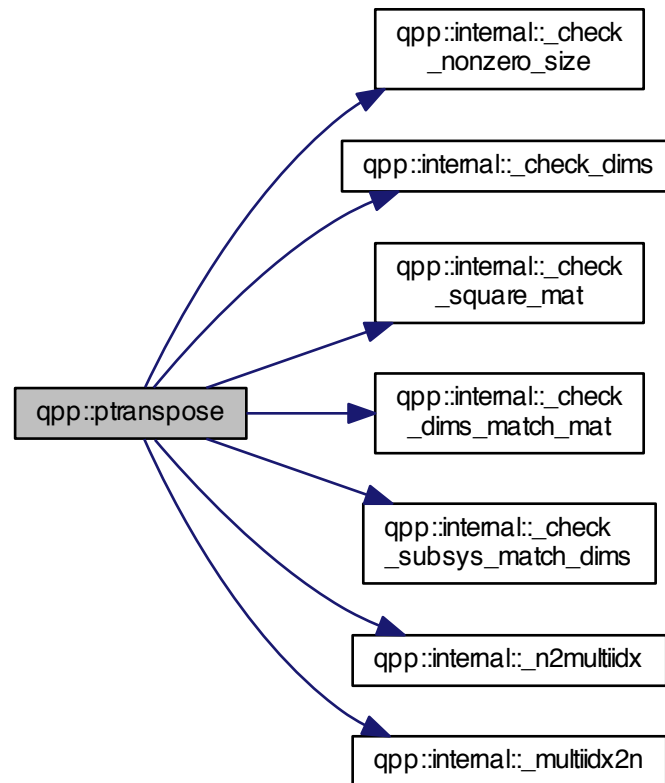 qpp::internal::_check
_nonzero_size
qpp::internal::_check_dims
qpp::internal::_check
_square_mat
qpp::ptranspose
qpp::internal::_check
_dims_match_mat
qpp::internal::_check
_subsys_match_dims
qpp::internal::_n2multiidx
qpp::internal::_multiidx2n